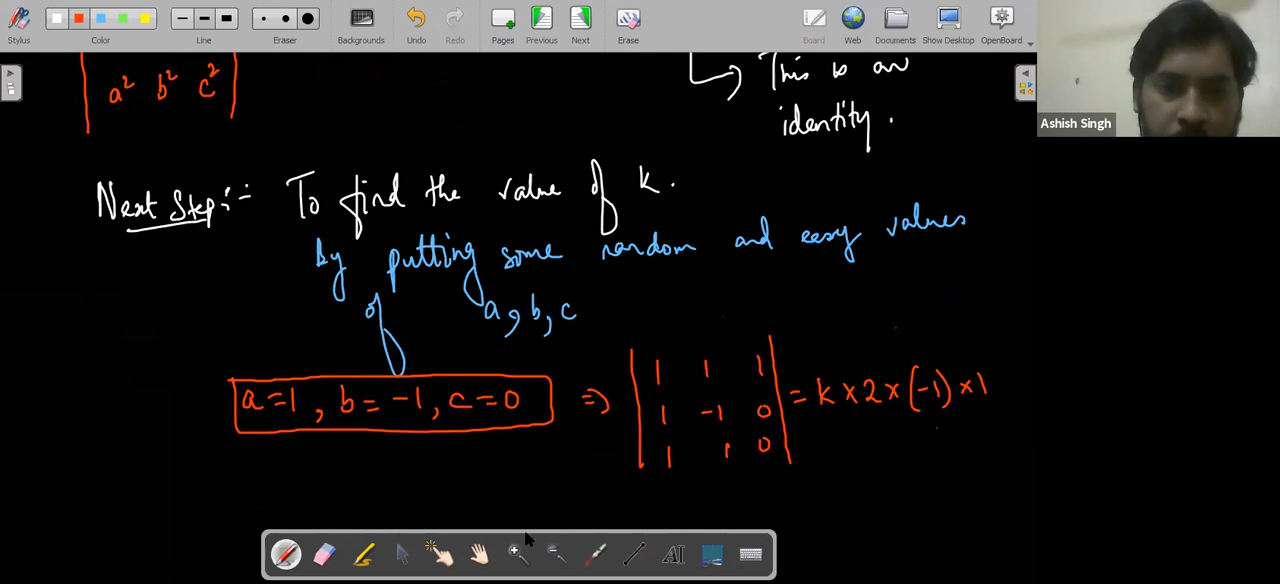 Stylus Color Line Eraser Backgrounds Undo Redo Pages Previous Next Erase Board Web Documents Show Desktop OpenBoard
a² b² c²
This is an
identity.
Ashish Singh
Next Step:- To find the value of k.
by putting some random and easy values
of a, b, c
a=1, b=-1, c=0 => | 1 1 1 | = k×2×(-1)×1
| 1 -1 0 |
| 1 1 0 |
AI